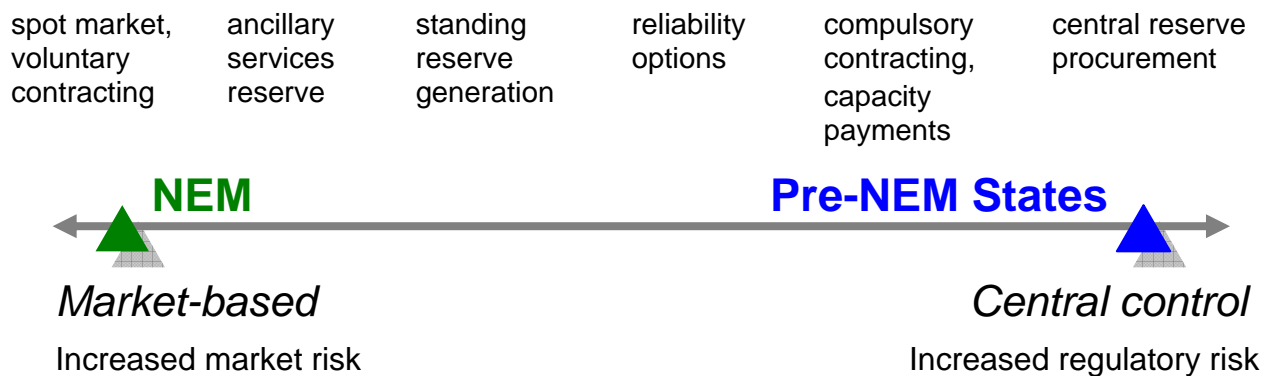 spot market,
voluntary
contracting
ancillary
services
reserve
standing
reserve
generation
reliability
options
compulsory
contracting,
capacity
payments
central reserve
procurement
NEM
Pre-NEM States
Market-based
Central control
Increased market risk
Increased regulatory risk